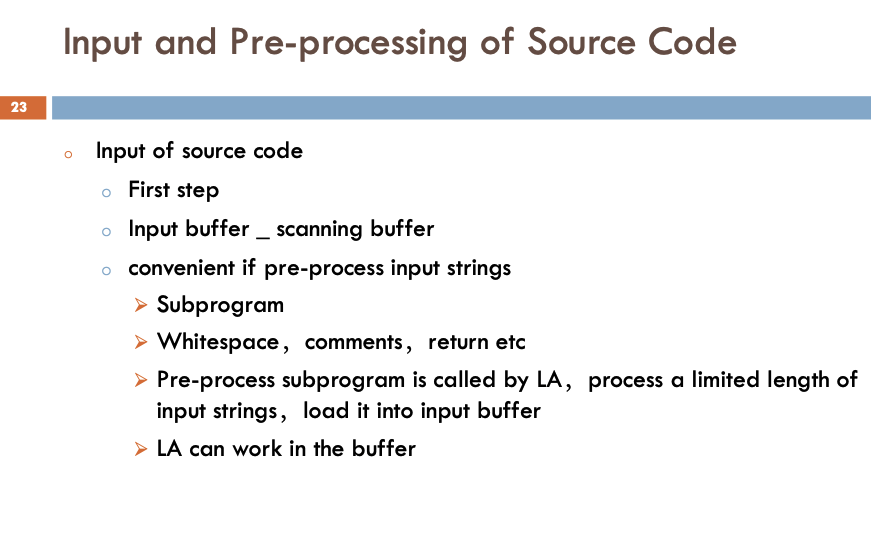 Input and Pre-processing of Source Code
23
Input of source code
First step
Input buffer _ scanning buffer
convenient if pre-process input strings
Subprogram
Whitespace，comments，return etc
Pre-process subprogram is called by LA，process a limited length of
input strings，load it into input buffer
LA can work in the buffer